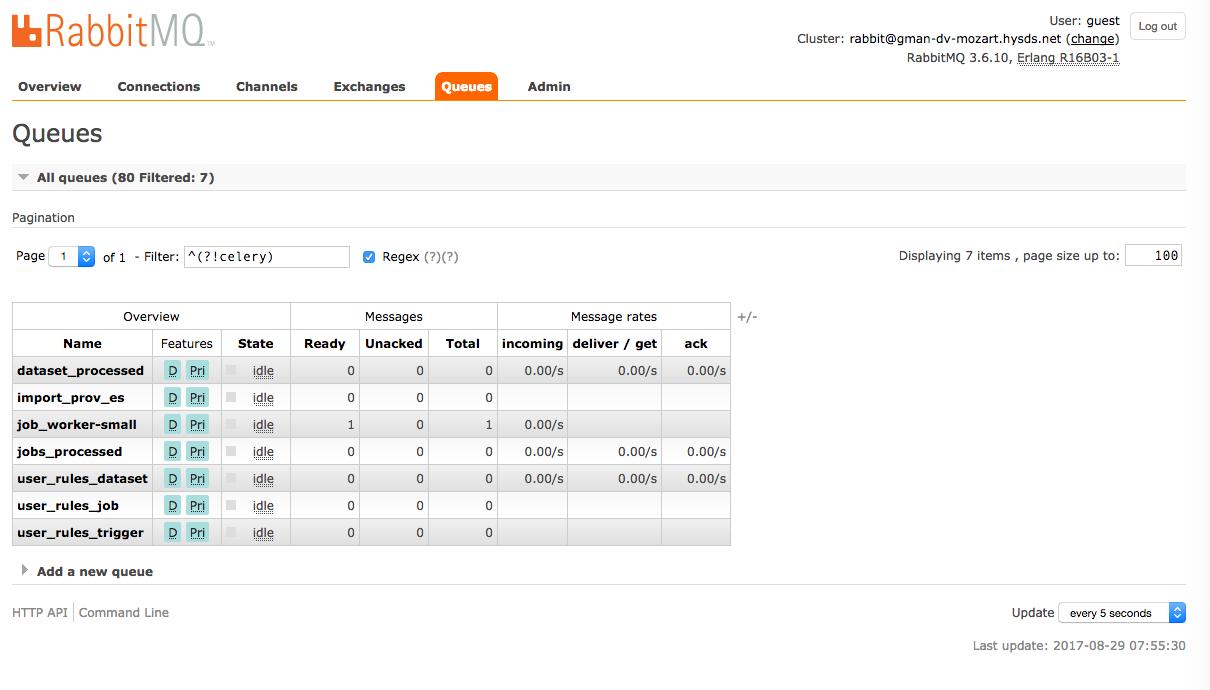 RabbitMQ TM
User: guest
Log out
Cluster: rabbit@gman-dv-mozart.hysds.net (change)
RabbitMQ 3.6.10, Erlang R16B03-1
Overview Connections Channels Exchanges Queues Admin
Queues
All queues (80 Filtered: 7)
Pagination
Page 1 of 1 - Filter: ^(?!celery) Regex (?)(?) Displaying 7 items , page size up to: 100
Overview Messages Message rates +/-
Name Features State Ready Unacked Total incoming deliver / get ack
dataset_processed D Pri idle 0 0 0 0.00/s 0.00/s 0.00/s
import_prov_es D Pri idle 0 0 0
job_worker-small D Pri idle 1 0 1 0.00/s
jobs_processed D Pri idle 0 0 0 0.00/s 0.00/s 0.00/s
user_rules_dataset D Pri idle 0 0 0 0.00/s 0.00/s 0.00/s
user_rules_job D Pri idle 0 0 0
user_rules_trigger D Pri idle 0 0 0
Add a new queue
HTTP API Command Line Update every 5 seconds
Last update: 2017-08-29 07:55:30